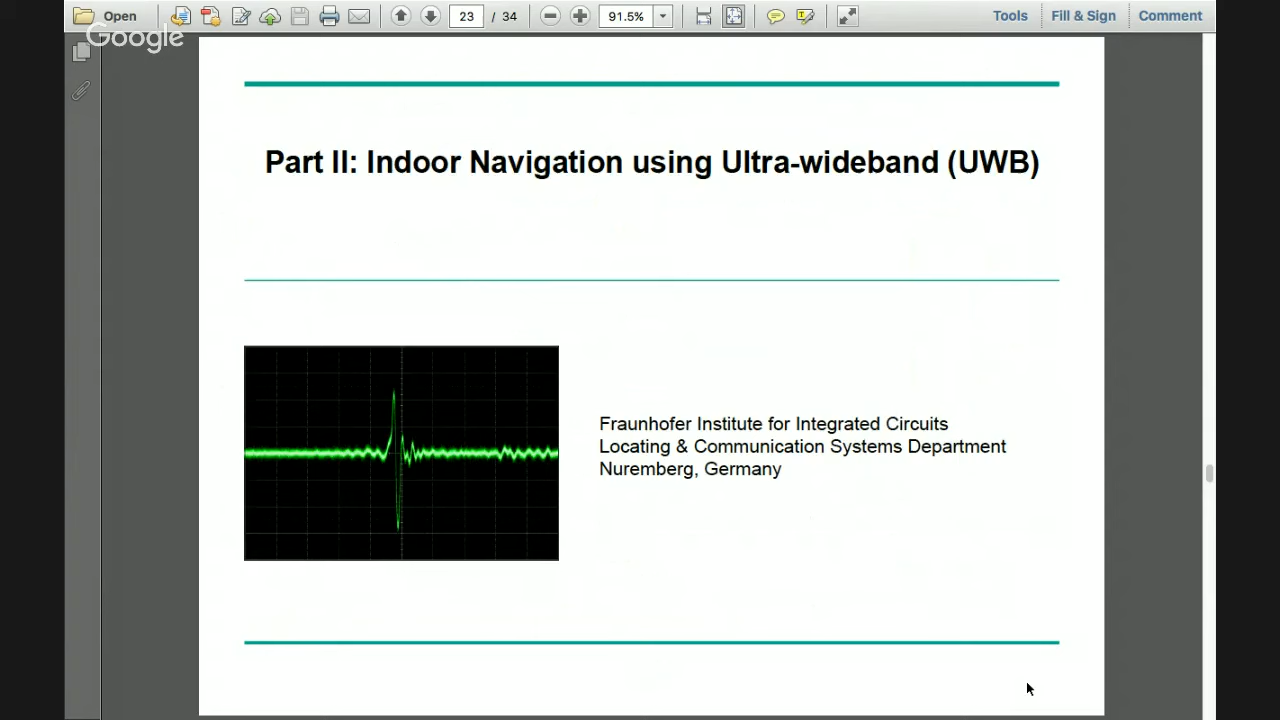 Open
23 / 34
91.5%
Tools
Fill & Sign
Comment
Google
Part II: Indoor Navigation using Ultra-wideband (UWB)
Fraunhofer Institute for Integrated Circuits
Locating & Communication Systems Department
Nuremberg, Germany